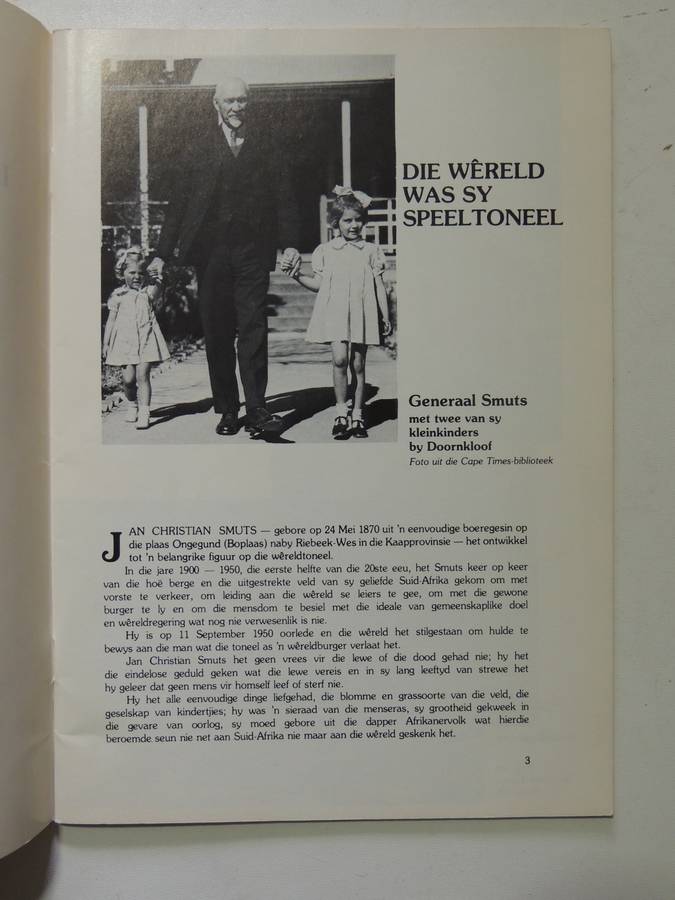 DIE WÊRELD
WAS SY
SPEELTONEEL
Generaal Smuts
met twee van sy
kleinkinders
by Doornkloof
Foto uit die Cape Times-biblioteek
JAN CHRISTIAN SMUTS — gebore op 24 Mei 1870 uit 'n eenvoudige boeregesin op
die plaas Ongegund (Boplaas) naby Riebeek-Wes in die Kaapprovinsie — het ontwikkel
tot 'n belangrike figuur op die wêreldtoneel.
In die jare 1900 — 1950, die eerste helfte van die 20ste eeu, het Smuts keer op keer
van die hoë berge en die uitgestrekte veld van sy geliefde Suid-Afrika gekom om met
vorste te verkeer, om leiding aan die wêreld se leiers te gee, om met die gewone
burger te ly en om die mensdom te besiel met die ideale van gemeenskaplike doel
en wêreldregering wat nog nie verwesenlik is nie.
Hy is op 11 September 1950 oorlede en die wêreld het stilgestaan om hulde te
bewys aan die man wat die toneel as 'n wêreldburger verlaat het.
Jan Christian Smuts het geen vrees vir die lewe of die dood gehad nie; hy het
die eindelose geduld geken wat die lewe vereis en in sy lang leeftyd van strewe het
hy geleer dat geen mens vir homself leef of sterf nie.
Hy het alle eenvoudige dinge liefgehad, die blomme en grassoorte van die veld, die
geselskap van kindertjies; hy was 'n sieraad van die menseras, sy grootheid gekweek in
die gevare van oorlog, sy moed gebore uit die dapper Afrikanervolk wat hierdie
beroemde seun nie net aan Suid-Afrika nie maar aan die wêreld geskenk het.
3